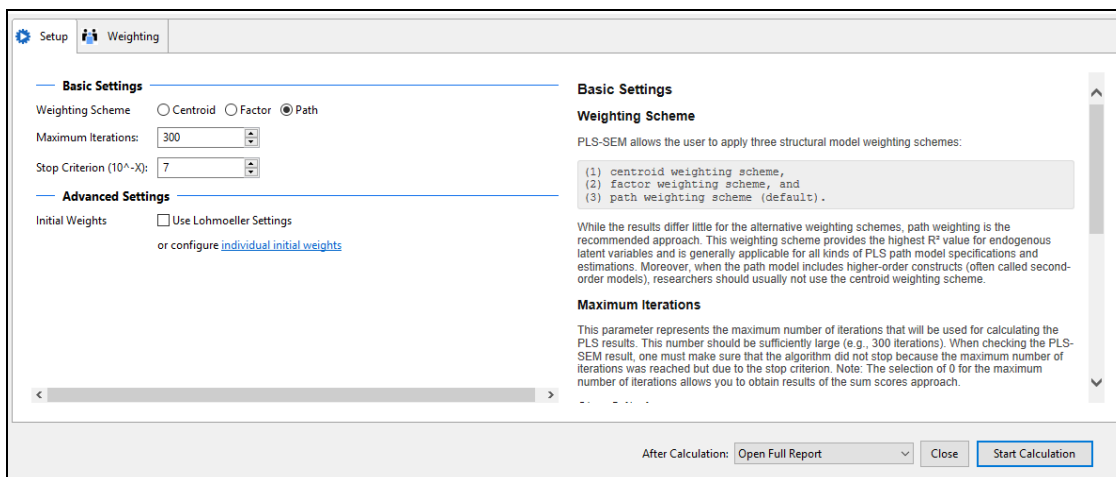 Setup
Weighting
Basic Settings
Weighting Scheme
Centroid
Factor
Path
Maximum Iterations:
300
Stop Criterion (10^-X):
7
Advanced Settings
Initial Weights
Use Lohmoeller Settings
or configure individual initial weights
Basic Settings
Weighting Scheme
PLS-SEM allows the user to apply three structural model weighting schemes:
(1) centroid weighting scheme,
(2) factor weighting scheme, and
(3) path weighting scheme (default).
While the results differ little for the alternative weighting schemes, path weighting is the
recommended approach. This weighting scheme provides the highest R² value for endogenous
latent variables and is generally applicable for all kinds of PLS path model specifications and
estimations. Moreover, when the path model includes higher-order constructs (often called second-
order models), researchers should usually not use the centroid weighting scheme.
Maximum Iterations
This parameter represents the maximum number of iterations that will be used for calculating the
PLS results. This number should be sufficiently large (e.g., 300 iterations). When checking the PLS-
SEM result, one must make sure that the algorithm did not stop because the maximum number of
iterations was reached but due to the stop criterion. Note: The selection of 0 for the maximum
number of iterations allows you to obtain results of the sum scores approach.
After Calculation:
Open Full Report
Close
Start Calculation